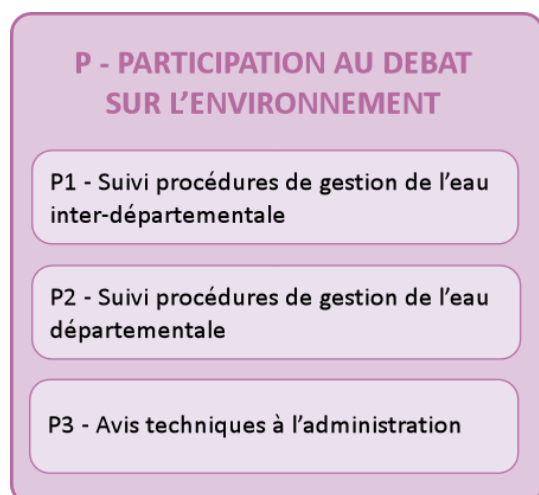 P - PARTICIPATION AU DEBAT
SUR L’ENVIRONNEMENT
P1 - Suivi procédures de gestion de l’eau
inter-départementale
P2 - Suivi procédures de gestion de l’eau
départementale
P3 - Avis techniques à l’administration